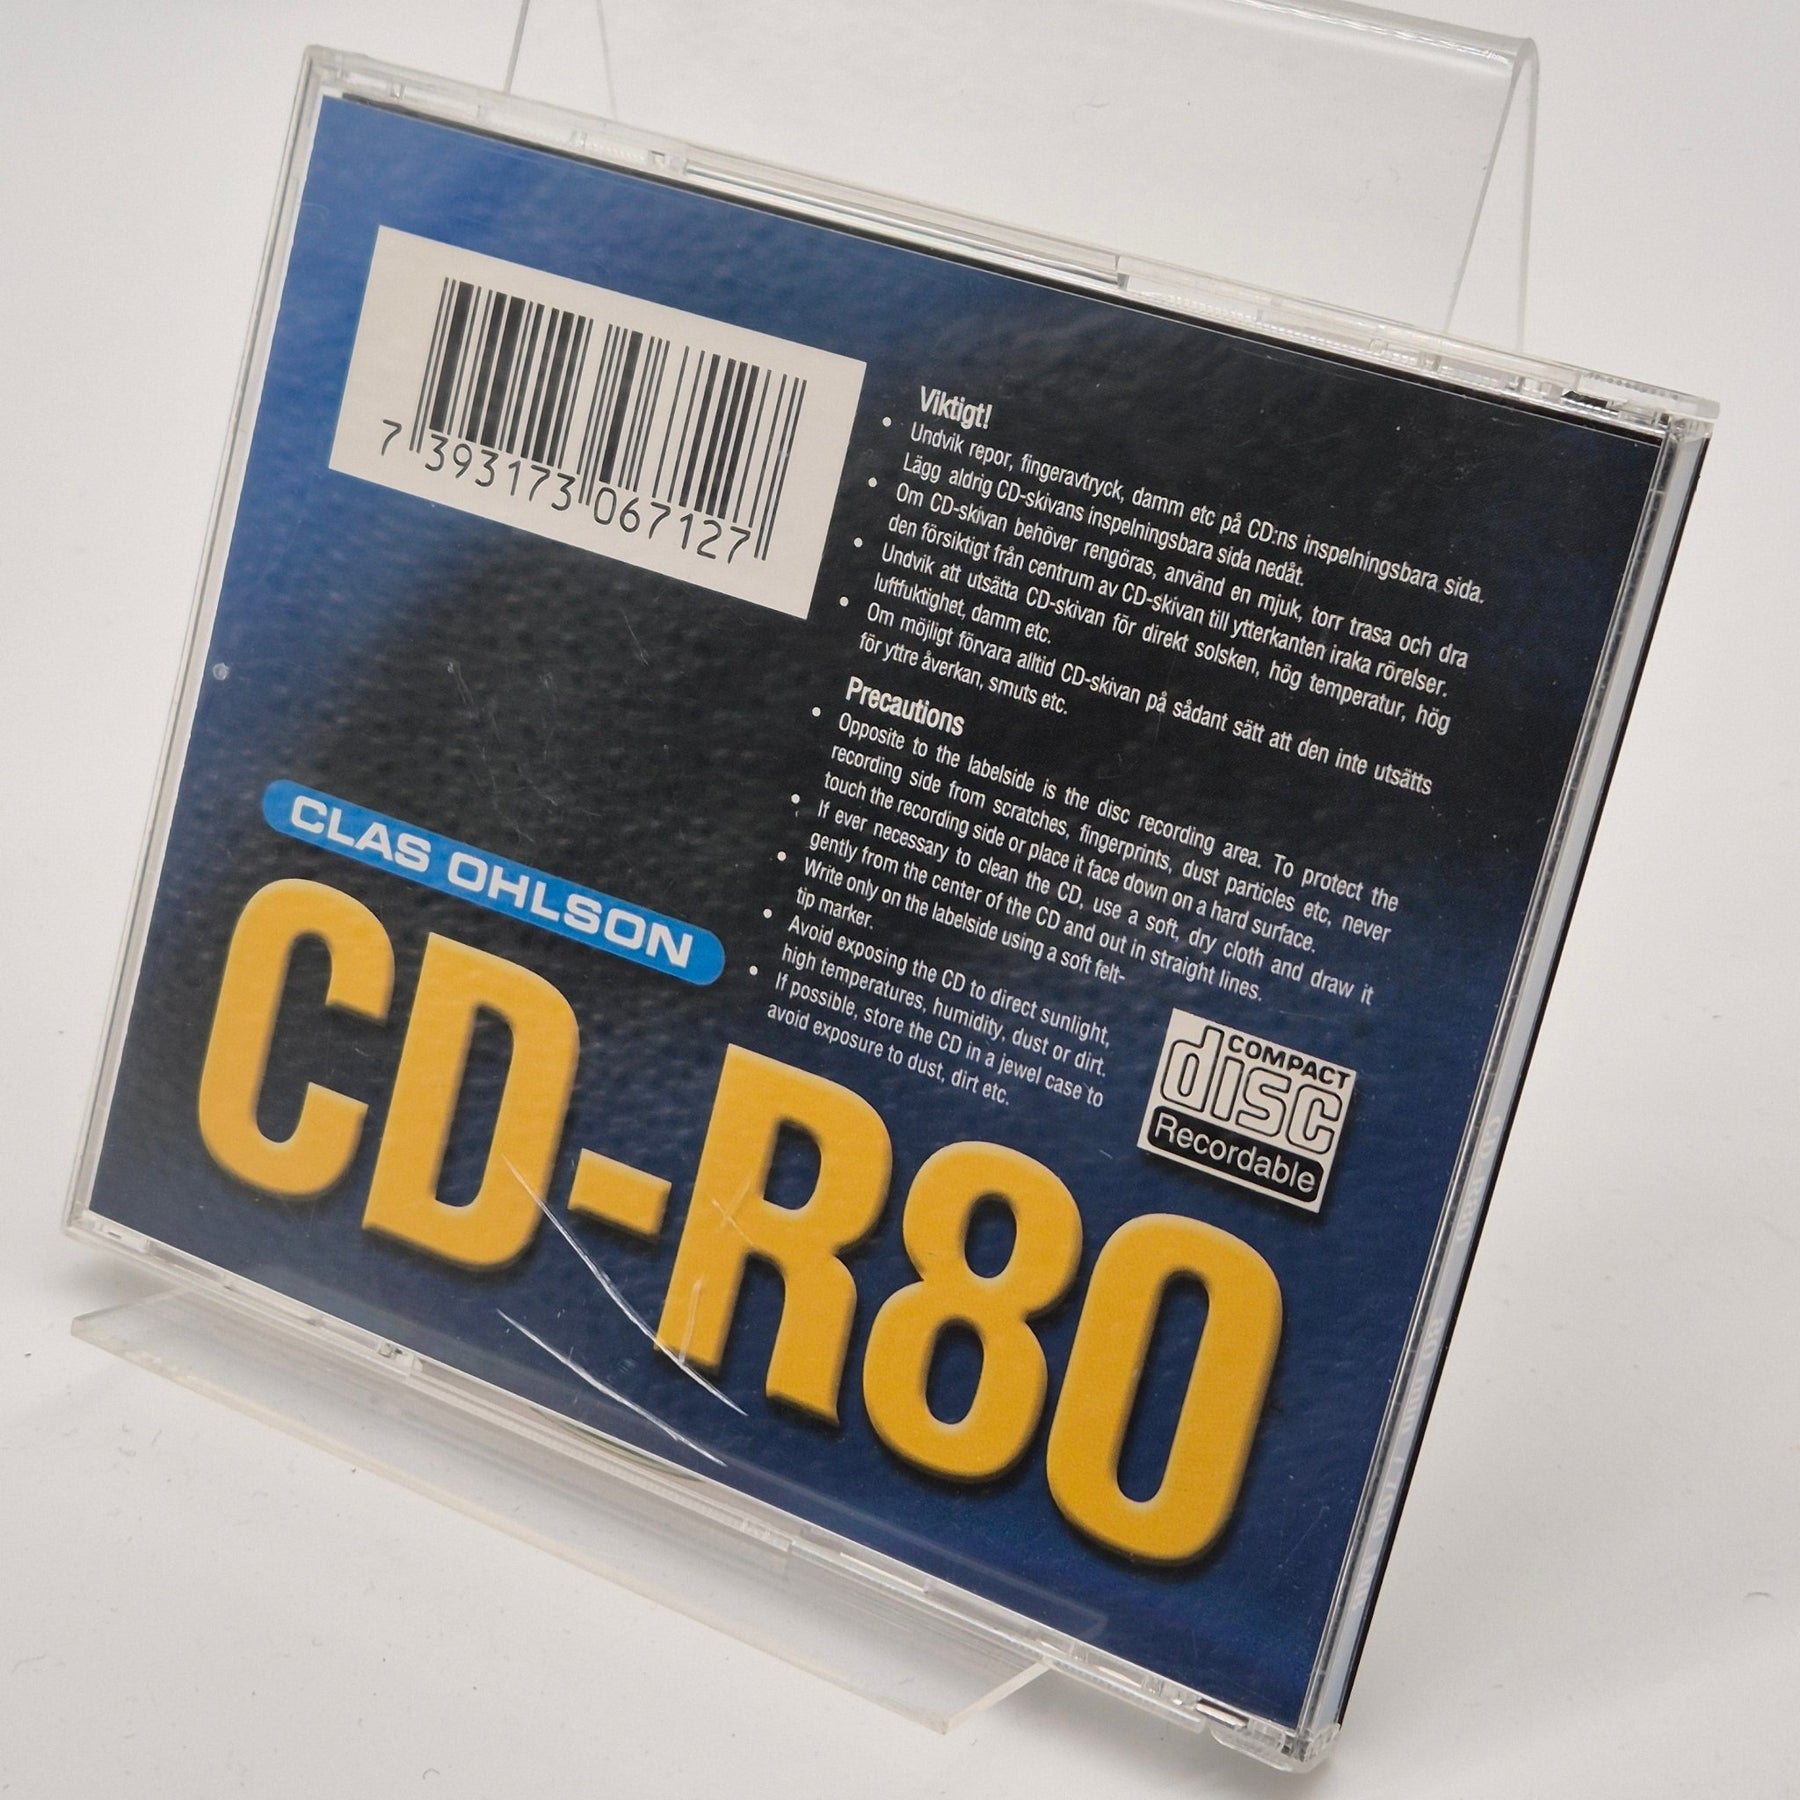 7 393173 067127
Viktigt!
• Undvik repor, fingeravtryck, damm etc på CD:ns inspelningsbara sida.
Lägg aldrig CD-skivans inspelningsbara sida nedåt.
• Om CD-skivan behöver rengöras, använd en mjuk, torr trasa och dra
den försiktigt från centrum av CD-skivan till ytterkanten iraka rörelser.
• Undvik att utsätta CD-skivan för direkt solsken, hög temperatur, hög
luftfuktighet, damm etc.
• Om möjligt förvara alltid CD-skivan på sådant sätt att den inte utsätts
för yttre åverkan, smuts etc.
Precautions
• Opposite to the labelside is the disc recording area. To protect the
recording side from scratches, fingerprints, dust particles etc, never
touch the recording side or place it face down on a hard surface.
• If ever necessary to clean the CD, use a soft, dry cloth and draw it
gently from the center of the CD and out in straight lines.
• Write only on the labelside using a soft felt-
tip marker.
• Avoid exposing the CD to direct sunlight,
high temperatures, humidity, dust or dirt.
• If possible, store the CD in a jewel case to
avoid exposure to dust, dirt etc.
CLAS OHLSON
CD-R80
COMPACT
disc
Recordable